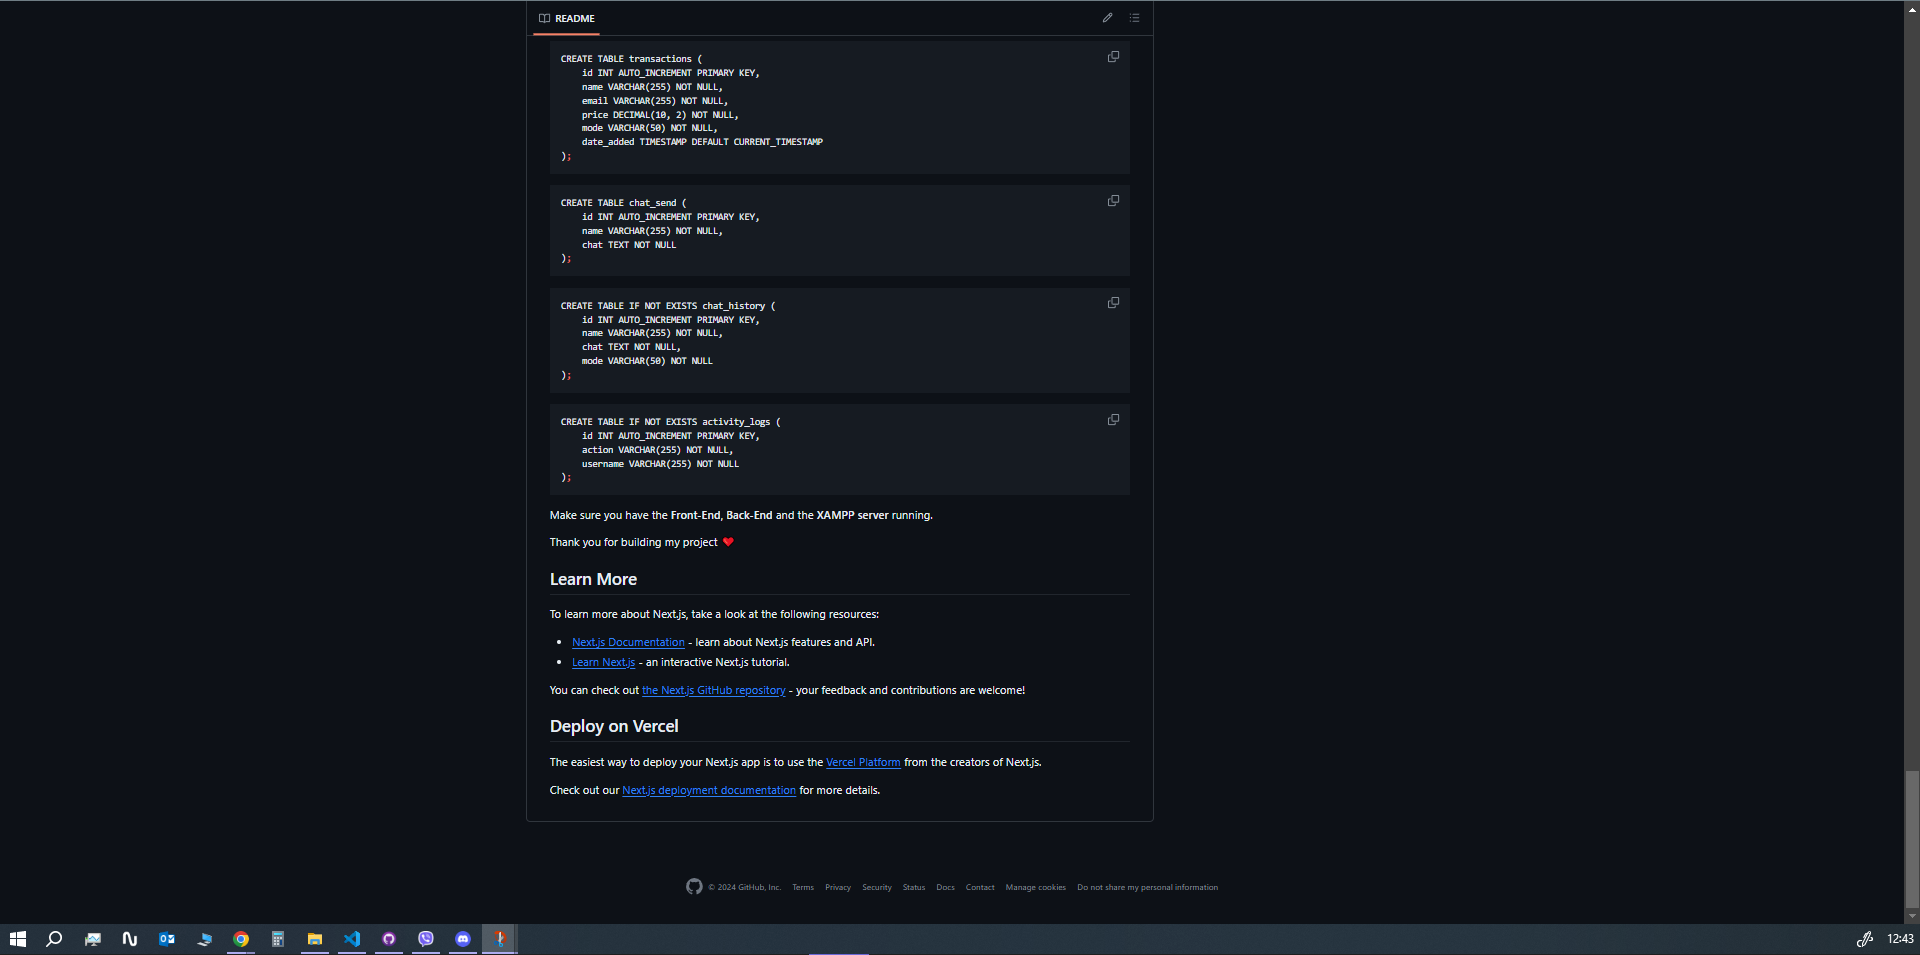 README
CREATE TABLE transactions (
    id INT AUTO_INCREMENT PRIMARY KEY,
    name VARCHAR(255) NOT NULL,
    email VARCHAR(255) NOT NULL,
    price DECIMAL(10, 2) NOT NULL,
    mode VARCHAR(50) NOT NULL,
    date_added TIMESTAMP DEFAULT CURRENT_TIMESTAMP
);
CREATE TABLE chat_send (
    id INT AUTO_INCREMENT PRIMARY KEY,
    name VARCHAR(255) NOT NULL,
    chat TEXT NOT NULL
);
CREATE TABLE IF NOT EXISTS chat_history (
    id INT AUTO_INCREMENT PRIMARY KEY,
    name VARCHAR(255) NOT NULL,
    chat TEXT NOT NULL,
    mode VARCHAR(50) NOT NULL
);
CREATE TABLE IF NOT EXISTS activity_logs (
    id INT AUTO_INCREMENT PRIMARY KEY,
    action VARCHAR(255) NOT NULL,
    username VARCHAR(255) NOT NULL
);
Make sure you have the Front-End, Back-End and the XAMPP server running.
Thank you for building my project ❤️
Learn More
To learn more about Next.js, take a look at the following resources:
• Next.js Documentation - learn about Next.js features and API.
• Learn Next.js - an interactive Next.js tutorial.
You can check out the Next.js GitHub repository - your feedback and contributions are welcome!
Deploy on Vercel
The easiest way to deploy your Next.js app is to use the Vercel Platform from the creators of Next.js.
Check out our Next.js deployment documentation for more details.
© 2024 GitHub, Inc. Terms Privacy Security Status Docs Contact Manage cookies Do not share my personal information
12:43